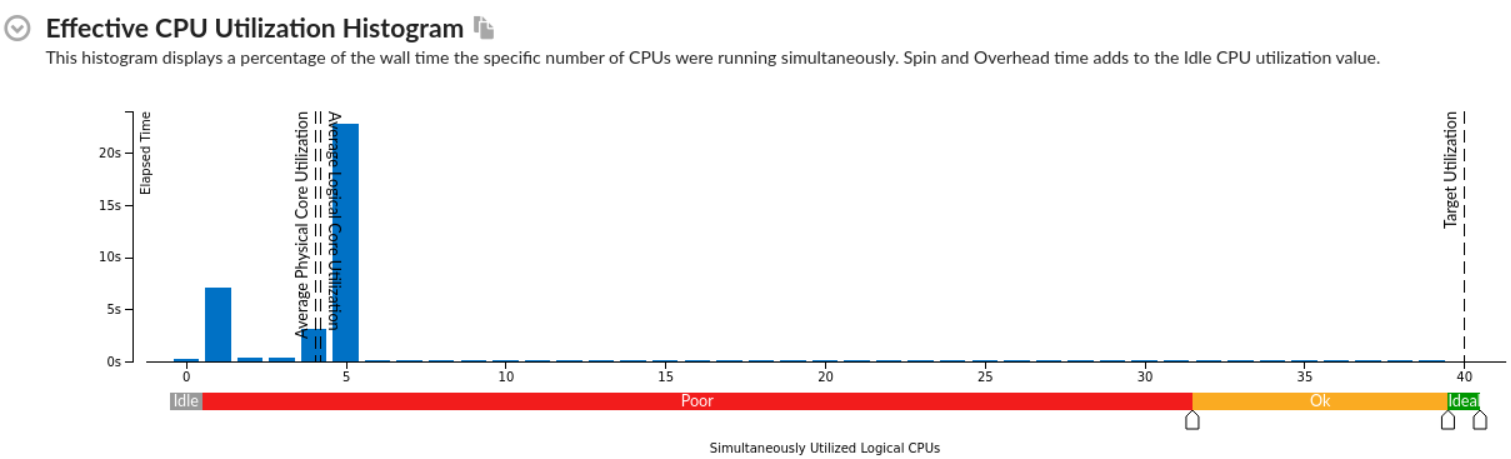 Effective CPU Utilization Histogram
This histogram displays a percentage of the wall time the specific number of CPUs were running simultaneously. Spin and Overhead time adds to the Idle CPU utilization value.
Elapsed Time
20s
15s
10s
5s
0s
Average Physical Core Utilization
Average Logical Core Utilization
Target Utilization
0 5 10 15 20 25 30 35 40
Idle Poor Ok Ideal
Simultaneously Utilized Logical CPUs